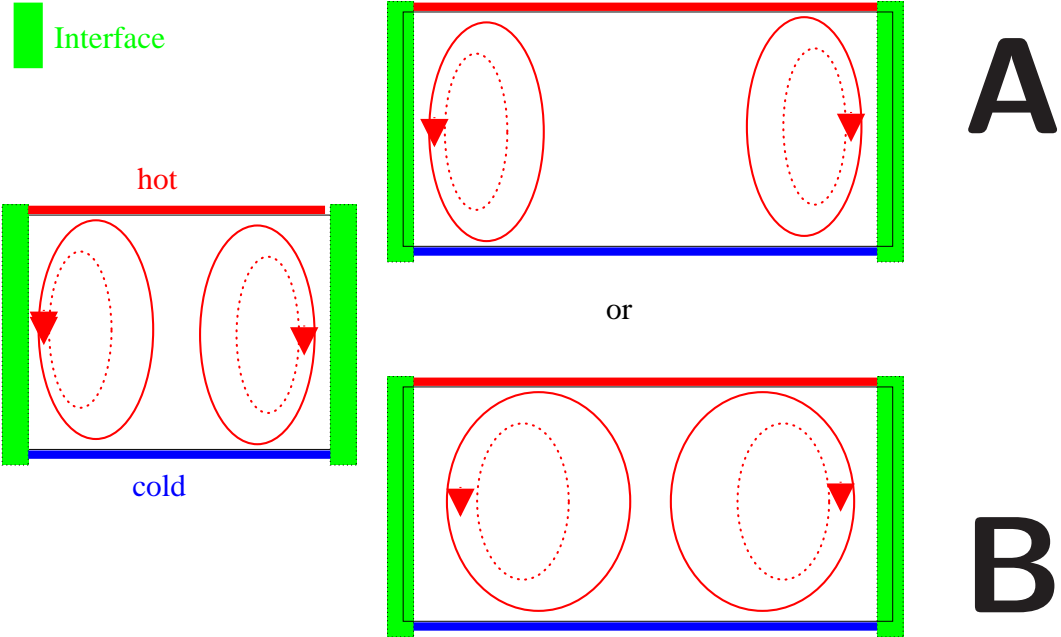 Interface
A
hot
or
cold
B